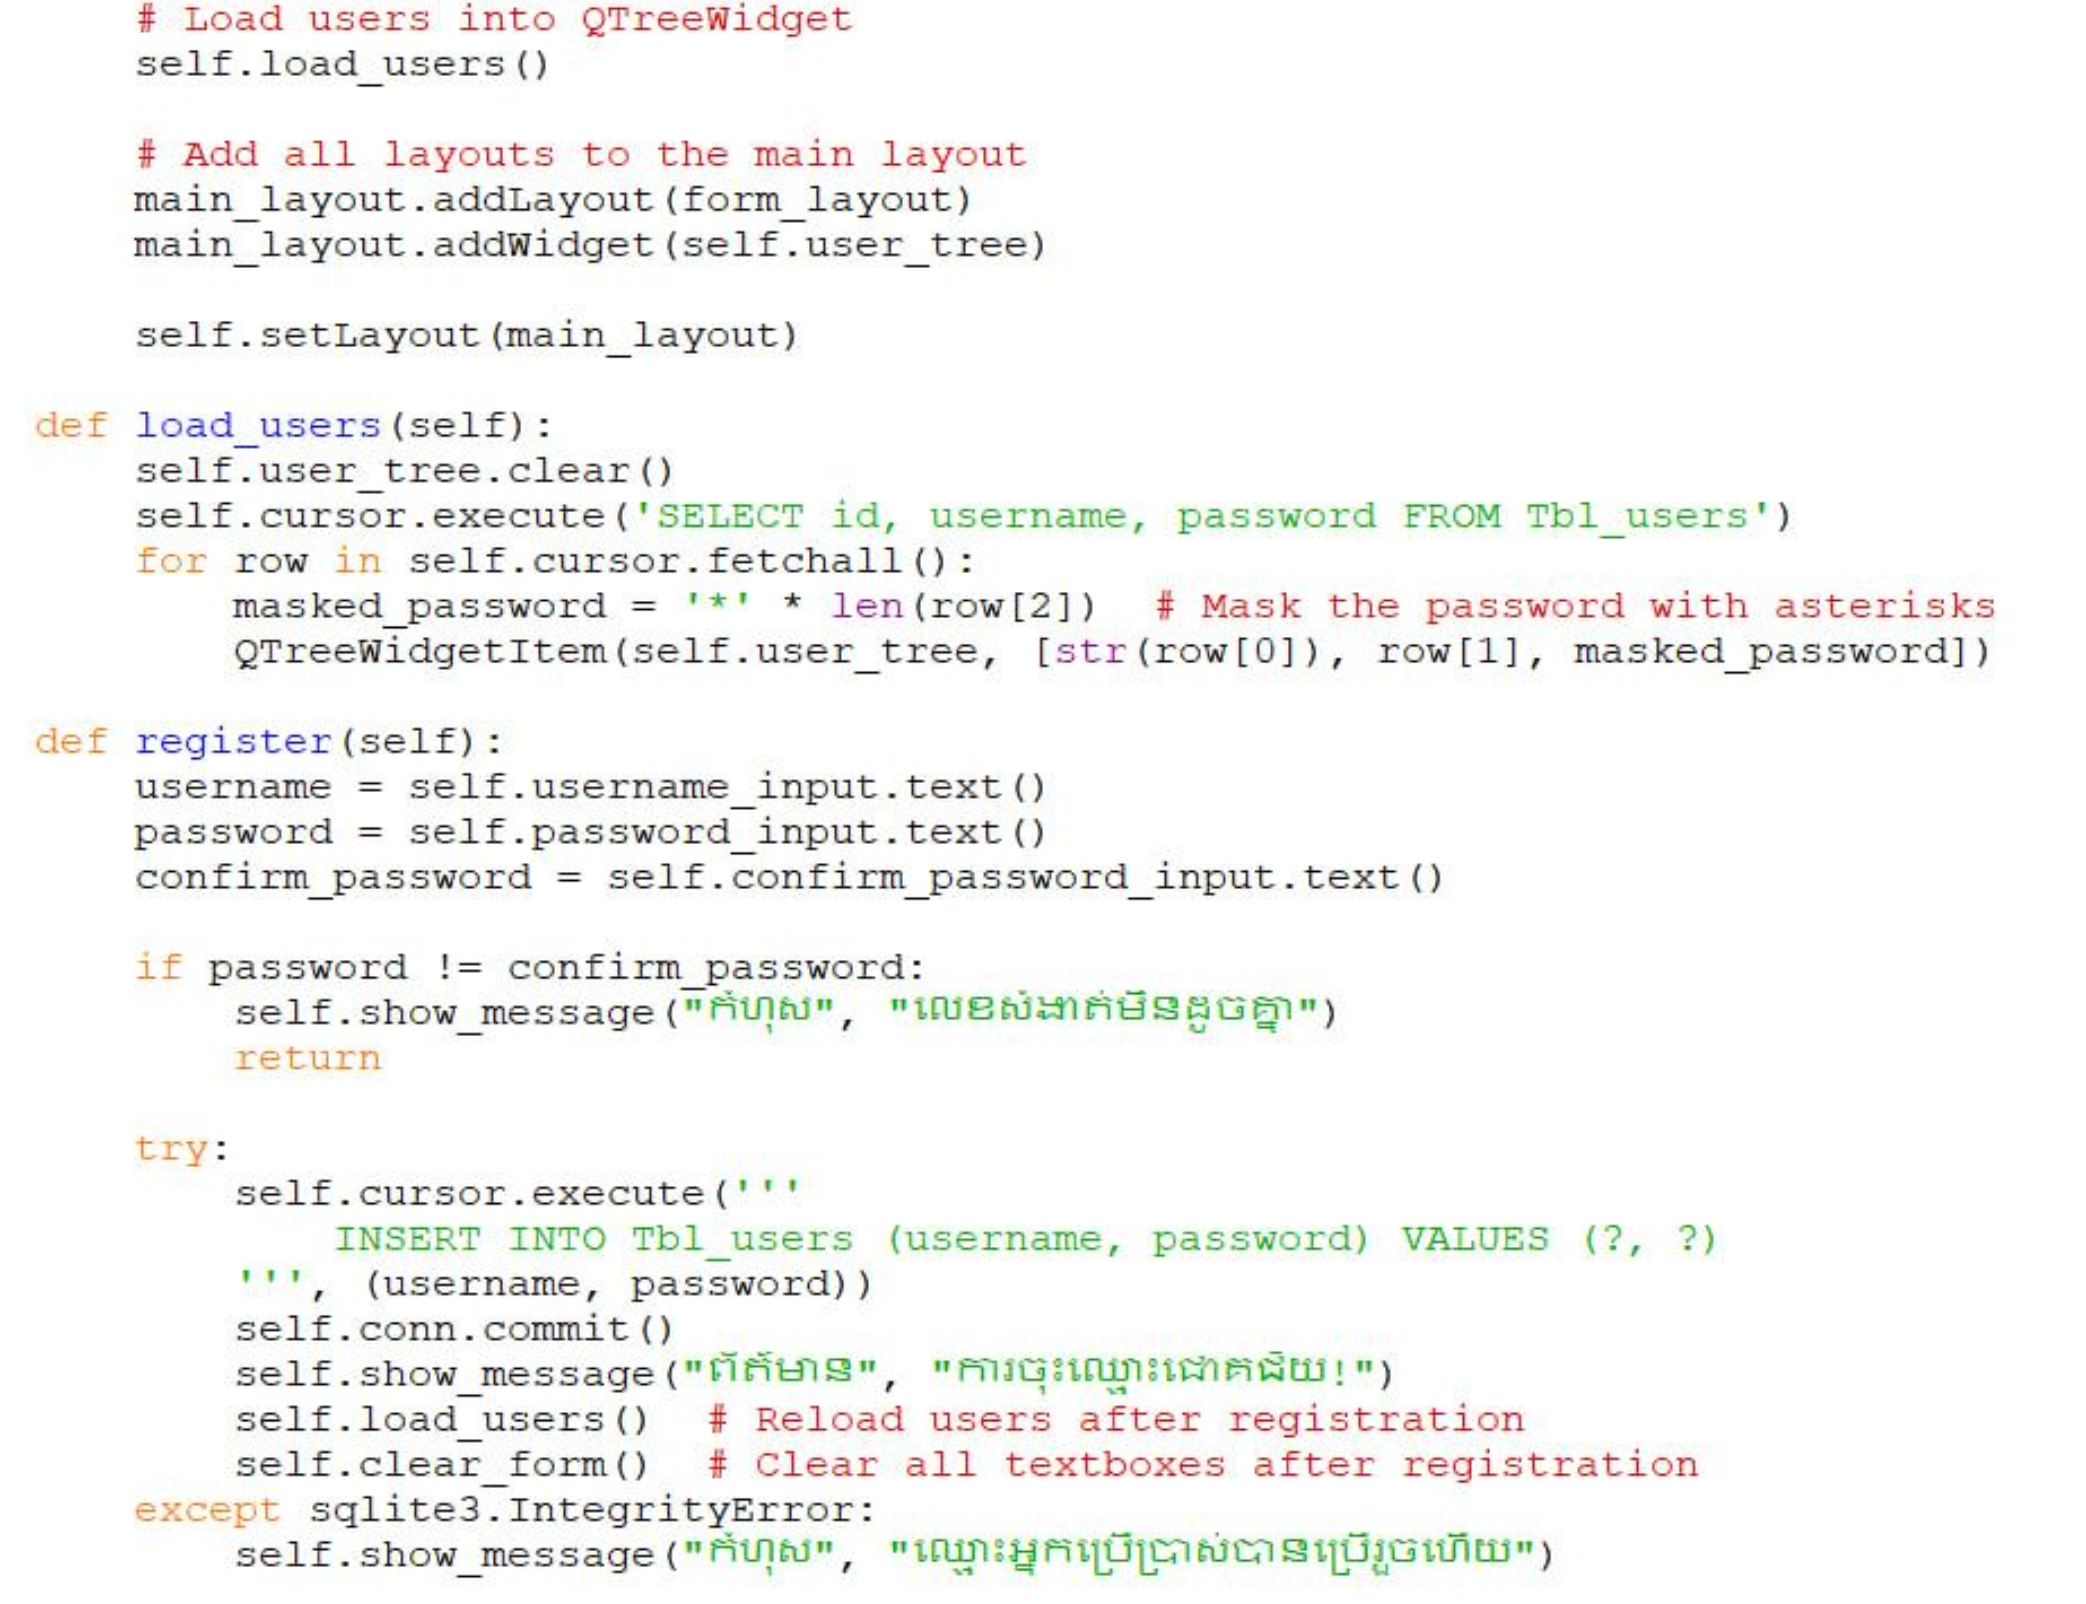 # Load users into QTreeWidget
self.load_users()
# Add all layouts to the main layout
main_layout.addLayout(form_layout)
main_layout.addWidget(self.user_tree)
self.setLayout(main_layout)
def load_users(self):
self.user_tree.clear()
self.cursor.execute('SELECT id, username, password FROM Tbl_users')
for row in self.cursor.fetchall():
masked_password = '*' * len(row[2])  # Mask the password with asterisks
QTreeWidgetItem(self.user_tree, [str(row[0]), row[1], masked_password])
def register(self):
username = self.username_input.text()
password = self.password_input.text()
confirm_password = self.confirm_password_input.text()
if password != confirm_password:
self.show_message("កំហុស", "លេខសំងាត់មិនដូចគ្នា")
return
try:
self.cursor.execute('''
INSERT INTO Tbl_users (username, password) VALUES (?, ?)
''', (username, password))
self.conn.commit()
self.show_message("ព័ត៌មាន", "ការចុះឈ្មោះជោគជ័យ!")
self.load_users()  # Reload users after registration
self.clear_form()  # Clear all textboxes after registration
except sqlite3.IntegrityError:
self.show_message("កំហុស", "ឈ្មោះអ្នកប្រើប្រាស់បានប្រើរួចហើយ")